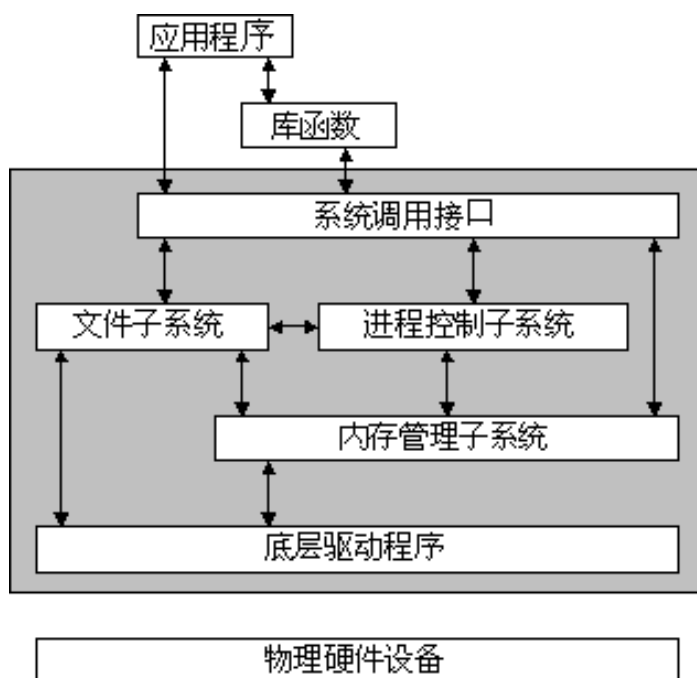 应用程序
库函数
系统调用接口
文件子系统
进程控制子系统
内存管理子系统
底层驱动程序
物理硬件设备